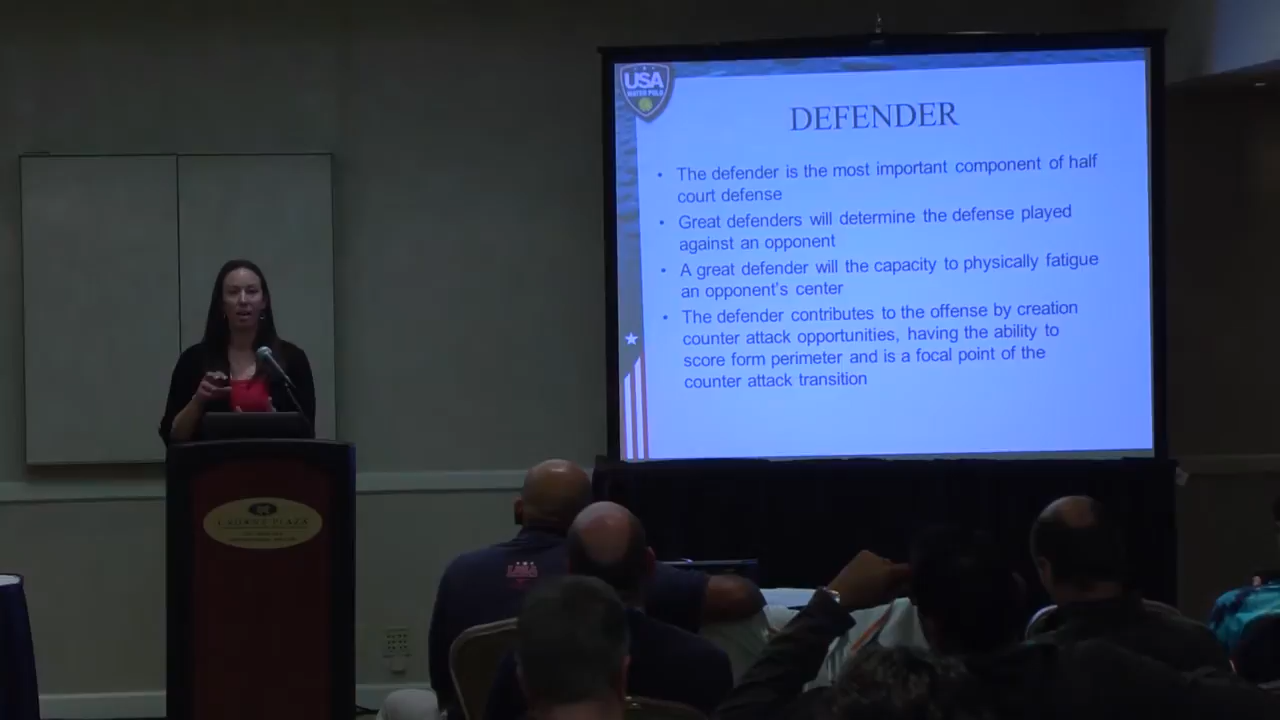 USA
WATER POLO
DEFENDER
• The defender is the most important component of half
court defense
• Great defenders will determine the defense played
against an opponent
• A great defender will the capacity to physically fatigue
an opponent's center
• The defender contributes to the offense by creation
counter attack opportunities, having the ability to
score form perimeter and is a focal point of the
counter attack transition
CROWNE PLAZA
USA